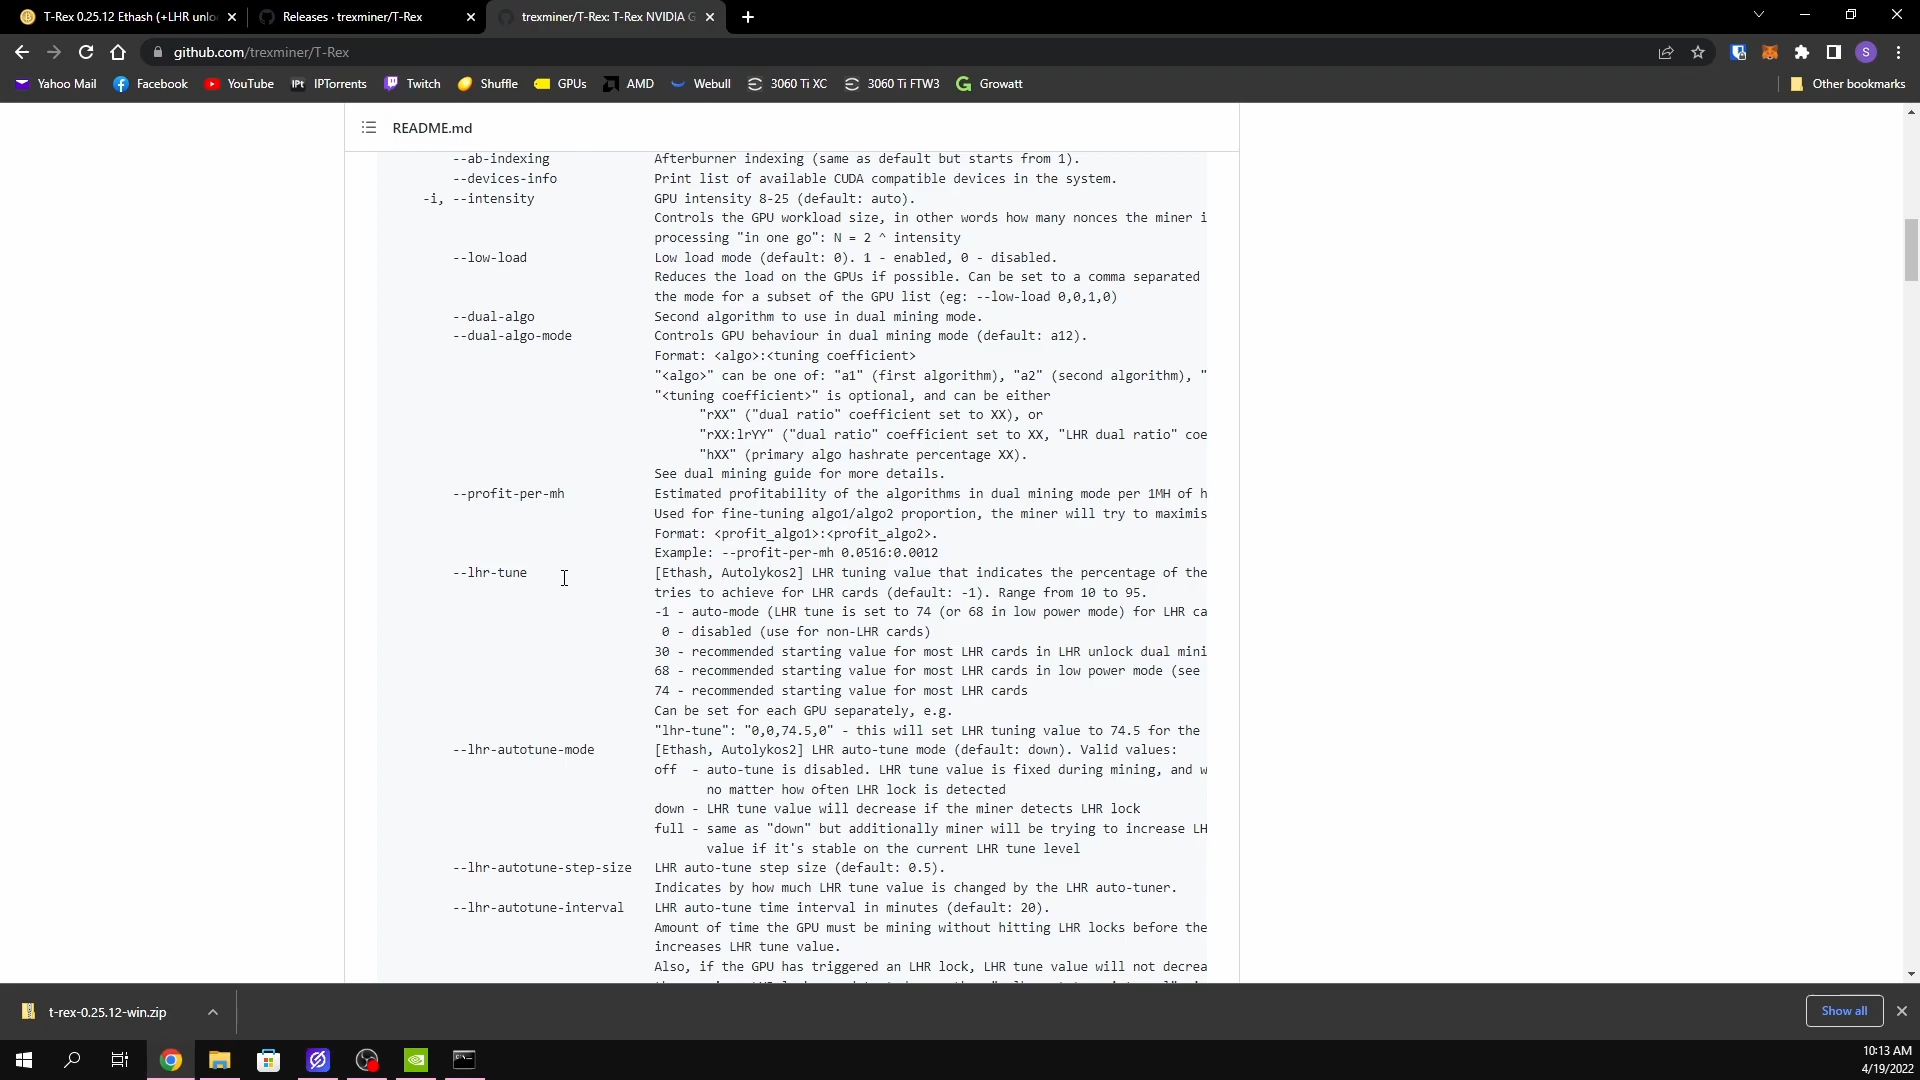 T-Rex 0.25.12 Ethash (+LHR unlo
Releases · trexminer/T-Rex
trexminer/T-Rex: T-Rex NVIDIA G
github.com/trexminer/T-Rex
S
Yahoo Mail
Facebook
YouTube
IPT IPTorrents
Twitch
Shuffle
GPUs
AMD
Webull
3060 Ti XC
3060 Ti FTW3
Growatt
Other bookmarks
README.md
--ab-indexing Afterburner indexing (same as default but starts from 1).
--devices-info Print list of available CUDA compatible devices in the system.
-i, --intensity GPU intensity 8-25 (default: auto).
Controls the GPU workload size, in other words how many nonces the miner i
processing "in one go": N = 2 ^ intensity
--low-load Low load mode (default: 0). 1 - enabled, 0 - disabled.
Reduces the load on the GPUs if possible. Can be set to a comma separated
the mode for a subset of the GPU list (eg: --low-load 0,0,1,0)
--dual-algo Second algorithm to use in dual mining mode.
--dual-algo-mode Controls GPU behaviour in dual mining mode (default: a12).
Format: <algo>:<tuning coefficient>
"<algo>" can be one of: "a1" (first algorithm), "a2" (second algorithm), "
"<tuning coefficient>" is optional, and can be either
"rXX" ("dual ratio" coefficient set to XX), or
"rXX:lrYY" ("dual ratio" coefficient set to XX, "LHR dual ratio" coe
"hXX" (primary algo hashrate percentage XX).
See dual mining guide for more details.
--profit-per-mh Estimated profitability of the algorithms in dual mining mode per 1MH of h
Used for fine-tuning algo1/algo2 proportion, the miner will try to maximis
Format: <profit_algo1>:<profit_algo2>.
Example: --profit-per-mh 0.0516:0.0012
--lhr-tune [Ethash, Autolykos2] LHR tuning value that indicates the percentage of the
tries to achieve for LHR cards (default: -1). Range from 10 to 95.
-1 - auto-mode (LHR tune is set to 74 (or 68 in low power mode) for LHR ca
0 - disabled (use for non-LHR cards)
30 - recommended starting value for most LHR cards in LHR unlock dual mini
68 - recommended starting value for most LHR cards in low power mode (see
74 - recommended starting value for most LHR cards
Can be set for each GPU separately, e.g.
"lhr-tune": "0,0,74.5,0" - this will set LHR tuning value to 74.5 for the
--lhr-autotune-mode [Ethash, Autolykos2] LHR auto-tune mode (default: down). Valid values:
off - auto-tune is disabled. LHR tune value is fixed during mining, and w
no matter how often LHR lock is detected
down - LHR tune value will decrease if the miner detects LHR lock
full - same as "down" but additionally miner will be trying to increase LH
value if it's stable on the current LHR tune level
--lhr-autotune-step-size LHR auto-tune step size (default: 0.5).
Indicates by how much LHR tune value is changed by the LHR auto-tuner.
--lhr-autotune-interval LHR auto-tune time interval in minutes (default: 20).
Amount of time the GPU must be mining without hitting LHR locks before the
increases LHR tune value.
Also, if the GPU has triggered an LHR lock, LHR tune value will not decrea
t-rex-0.25.12-win.zip
Show all
10:13 AM
4/19/2022